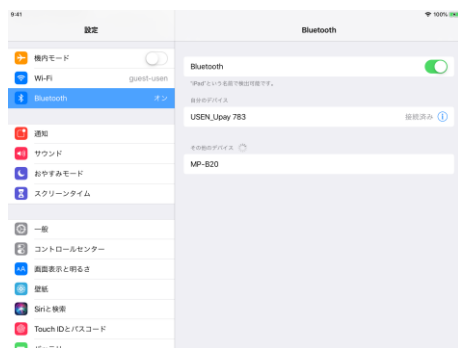 9:41
100%
設定
Bluetooth
機内モード
Wi-Fi guest-usen
Bluetooth オン
通知
サウンド
おやすみモード
スクリーンタイム
一般
コントロールセンター
画面表示と明るさ
壁紙
Siriと検索
Touch IDとパスコード
Bluetooth
"iPad"という名前で検出可能です。
自分のデバイス
USEN_Upay 783 接続済み
その他のデバイス
MP-B20